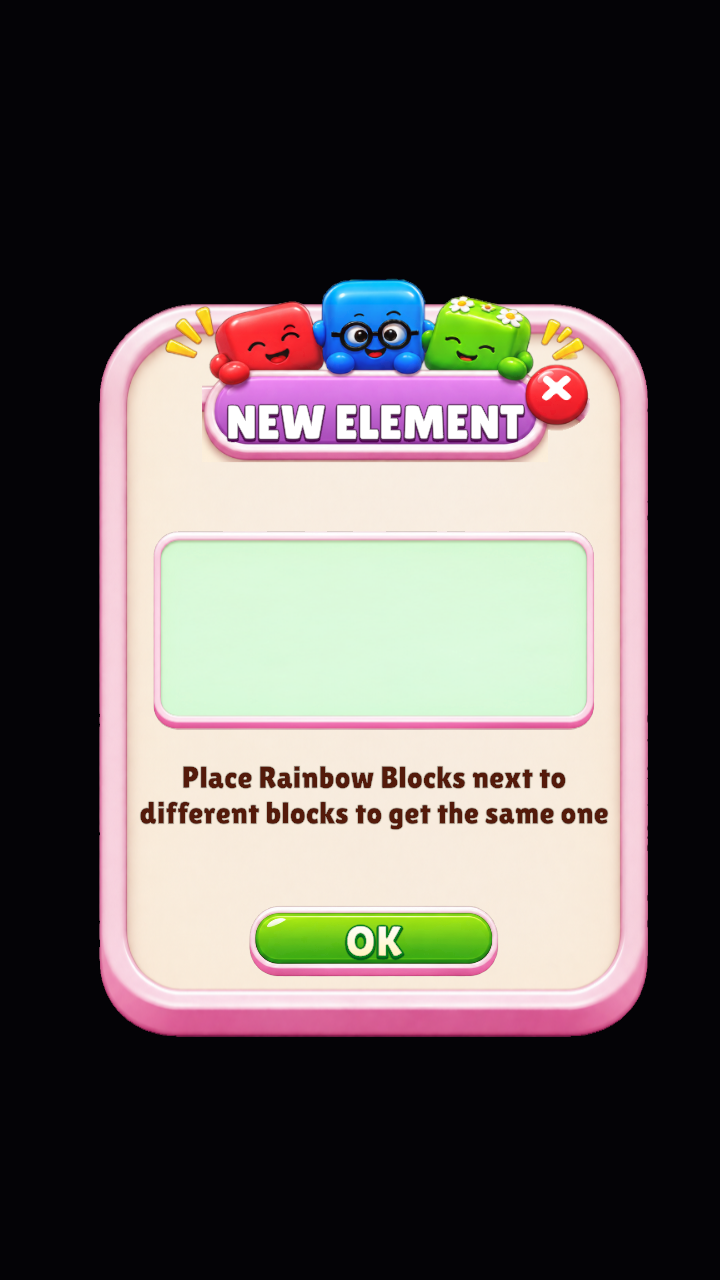 NEW ELEMENT
Place Rainbow Blocks next to
different blocks to get the same one
OK